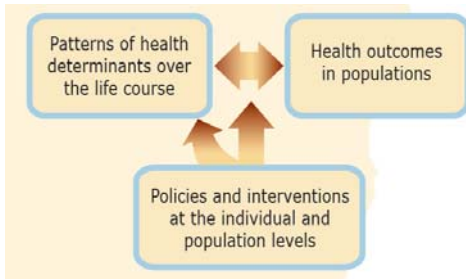 Patterns of health
determinants over
the life course
Health outcomes
in populations
Policies and interventions
at the individual and
population levels